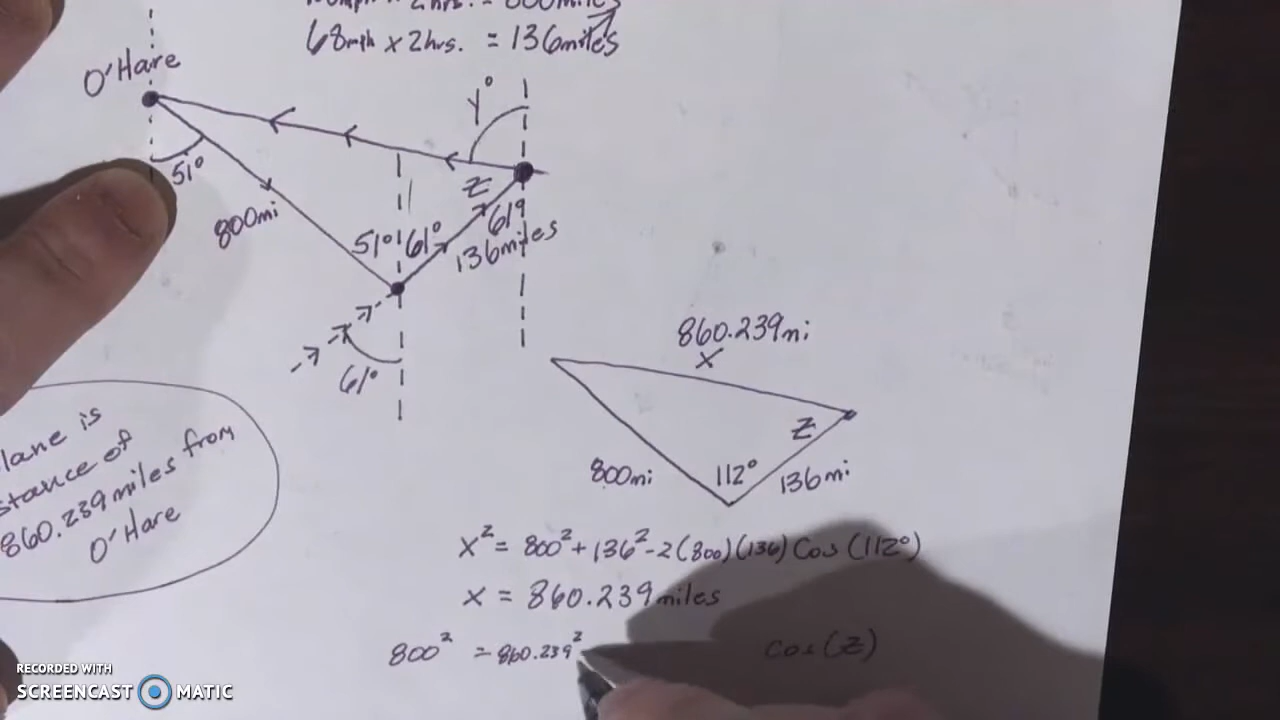 68mph x 2hrs. = 136miles
O'Hare
y°
51°
Z
800mi
51° 61°
61°
136miles
61°
860.239mi
x
Z
800mi
112°
136mi
lane is
stance of
860.239 miles from
O'Hare
x² = 800² + 136² - 2(800)(136) Cos (112°)
x = 860.239 miles
800² = 860.239² Cos(Z)
RECORDED WITH
SCREENCAST MATIC